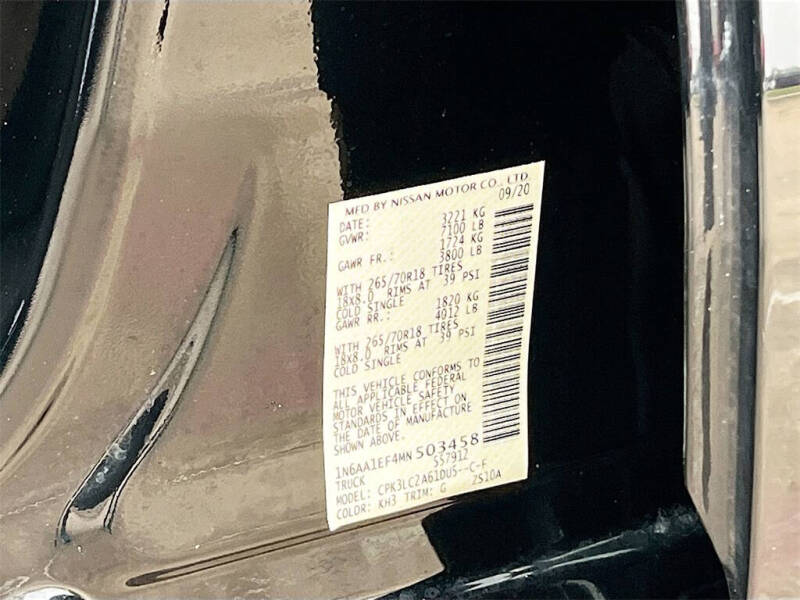 MFD BY NISSAN MOTOR CO., LTD.
DATE: 09/20
GVWR: 3221 KG
7100 LB
GAWR FR.: 1724 KG
3800 LB
WITH 265/70R18 TIRES
18X8.0 RIMS AT 39 PSI
COLD SINGLE
GAWR RR.: 1820 KG
4012 LB
WITH 265/70R18 TIRES
18X8.0 RIMS AT 39 PSI
COLD SINGLE
THIS VEHICLE CONFORMS TO
ALL APPLICABLE FEDERAL
MOTOR VEHICLE SAFETY
STANDARDS IN EFFECT ON
THE DATE OF MANUFACTURE
SHOWN ABOVE.
1N6AA1EF4MN 503458
TRUCK 557912
MODEL: CPK3LC2A61DUS--C-F
COLOR: KH3 TRIM: G 2S10A